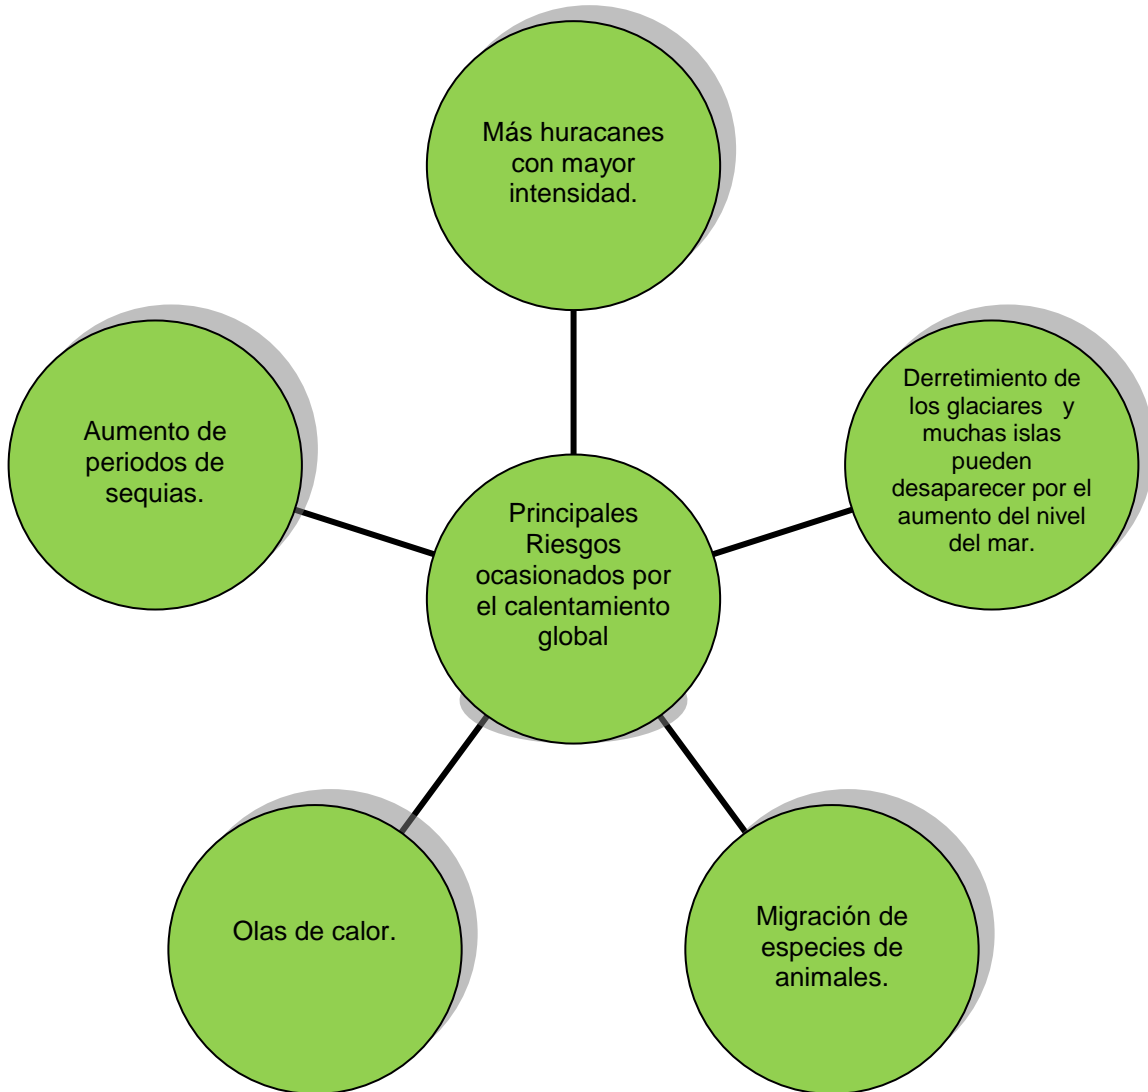 Más huracanes
con mayor
intensidad.
Derretimiento de
los glaciares y
muchas islas
pueden
desaparecer por el
aumento del nivel
del mar.
Aumento de
periodos de
sequias.
Principales
Riesgos
ocasionados por
el calentamiento
global
Olas de calor.
Migración de
especies de
animales.